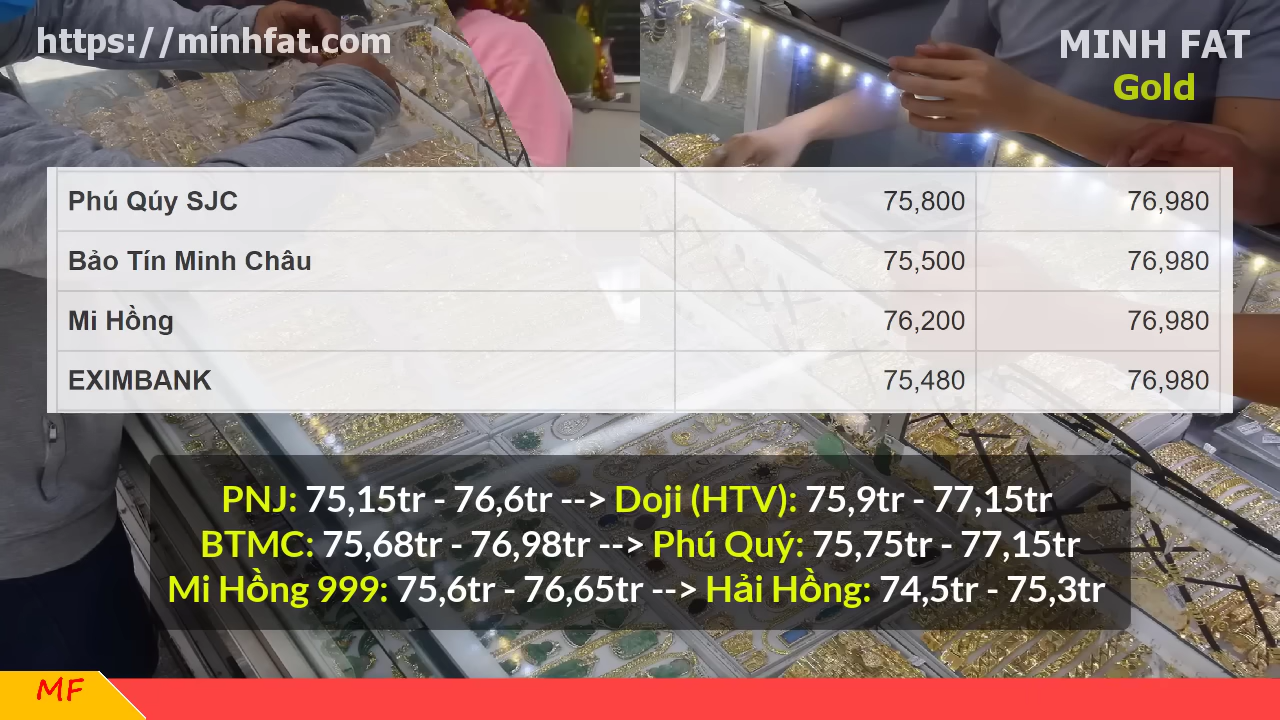 https://minhfat.com
MINH FAT
Gold
Phú Qúy SJC 75,800 76,980
Bảo Tín Minh Châu 75,500 76,980
Mi Hồng 76,200 76,980
EXIMBANK 75,480 76,980
PNJ: 75,15tr - 76,6tr --> Doji (HTV): 75,9tr - 77,15tr
BTMC: 75,68tr - 76,98tr --> Phú Quý: 75,75tr - 77,15tr
Mi Hồng 999: 75,6tr - 76,65tr --> Hải Hồng: 74,5tr - 75,3tr
MF